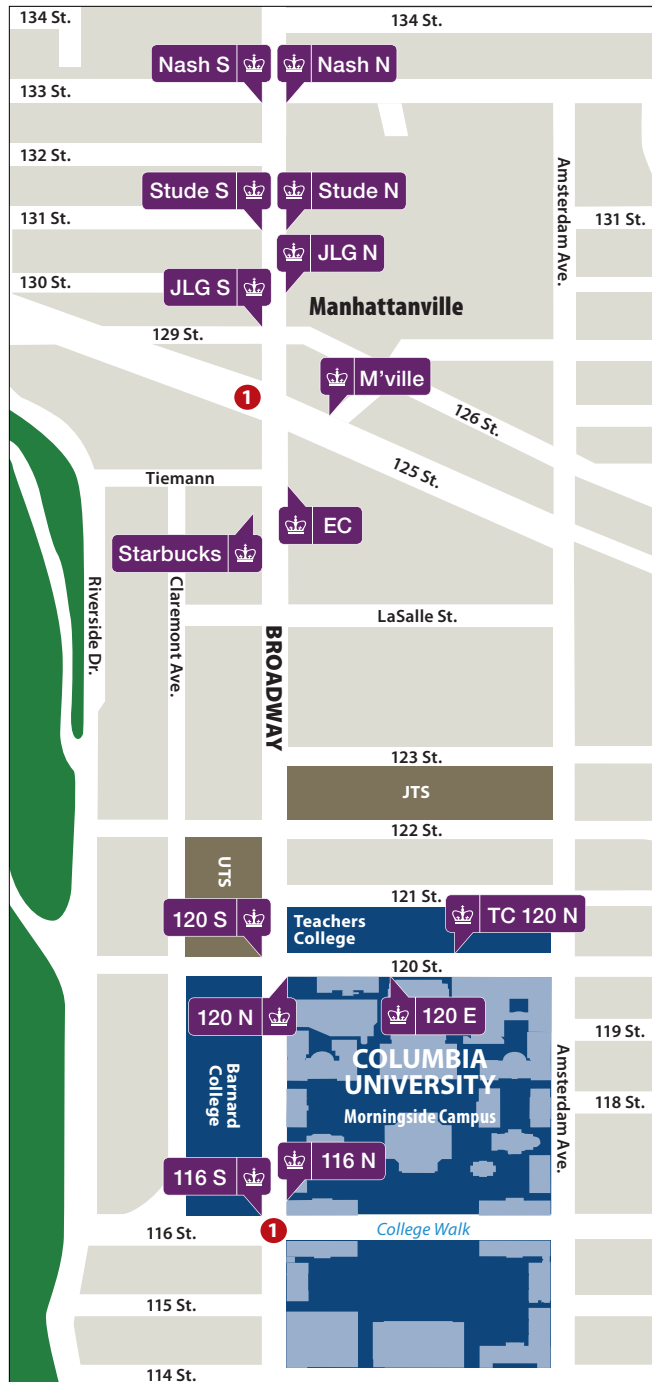 134 St.
134 St.
Nash S
Nash N
133 St.
132 St.
Amsterdam Ave.
Stude S
Stude N
131 St.
131 St.
JLG N
130 St.
JLG S
Manhattanville
129 St.
M'ville
1
126 St.
125 St.
Tiemann
EC
Starbucks
Riverside Dr.
Claremont Ave.
LaSalle St.
BROADWAY
123 St.
JTS
122 St.
UTS
121 St.
120 S
Teachers
College
TC 120 N
120 St.
120 N
120 E
119 St.
Barnard
College
COLUMBIA
UNIVERSITY
Morningside Campus
Amsterdam Ave.
118 St.
116 N
116 S
116 St.
1
College Walk
115 St.
114 St.